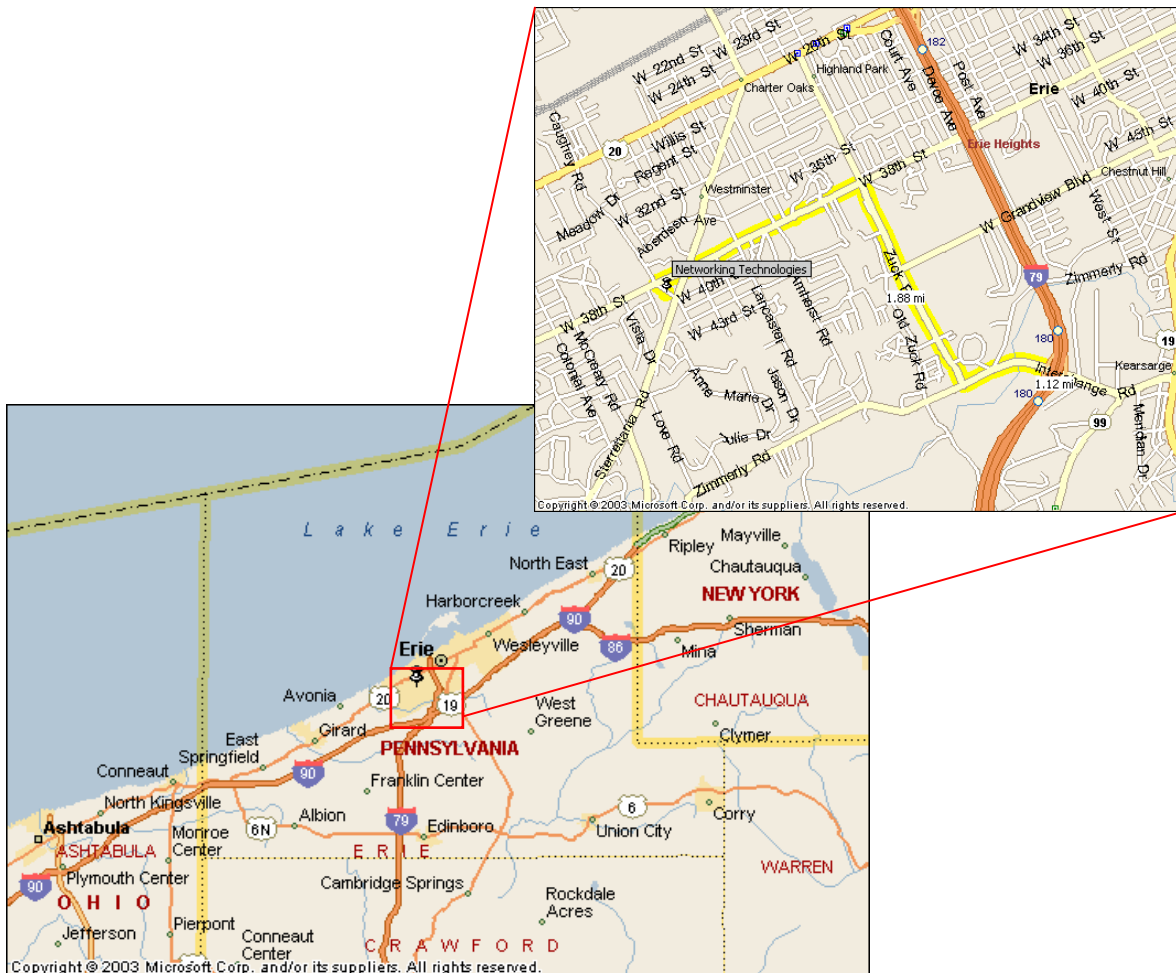 W 22nd St
W 23rd St
W 24th St
W 26th St
Court Ave
182
Post Ave
Devoe Ave
W 34th St
W 36th St
Highland Park
Charter Oaks
Erie
W 40th St
Caughey Rd
Willis St
20
Regent St
Erie Heights
W 45th St
W 36th St
W 38th St
Chestnut Hill
Westminster
Meadow Dr
W 32nd St
Aberdeen Ave
W Grandview Blvd
West St
Networking Technologies
Zuck Rd
Zimmerly Rd
79
W 40th St
Amherst Rd
1.88 mi
W 38th St
Vista Dr
W 43rd St
Lancaster Rd
Old Zuck Rd
180
19
McCreary Rd
Colonial Ave
Kearsarge
Interchange Rd
1.12 mi
Anne Marie Dr
Jason Dr
180
99
Love Rd
Julie Dr
Meridian Dr
Sterrettania Rd
Zimmerly Rd
Copyright © 2003 Microsoft Corp. and/or its suppliers. All rights reserved.
Lake Erie
Ripley
Mayville
North East
20
Chautauqua
NEW YORK
Harborcreek
90
Sherman
Wesleyville
86
Mina
Erie
Avonia
20
19
West
Greene
CHAUTAUQUA
Girard
Clymer
East
Springfield
PENNSYLVANIA
Conneaut
90
Franklin Center
North Kingsville
6
Corry
Ashtabula
Monroe
Center
6N
Albion
79
Edinboro
Union City
ASHTABULA
ERIE
WARREN
Plymouth Center
90
Cambridge Springs
OHIO
Rockdale
Acres
Pierpont
Jefferson
Conneaut
Center
CRAWFORD
Copyright © 2003 Microsoft Corp. and/or its suppliers. All rights reserved.